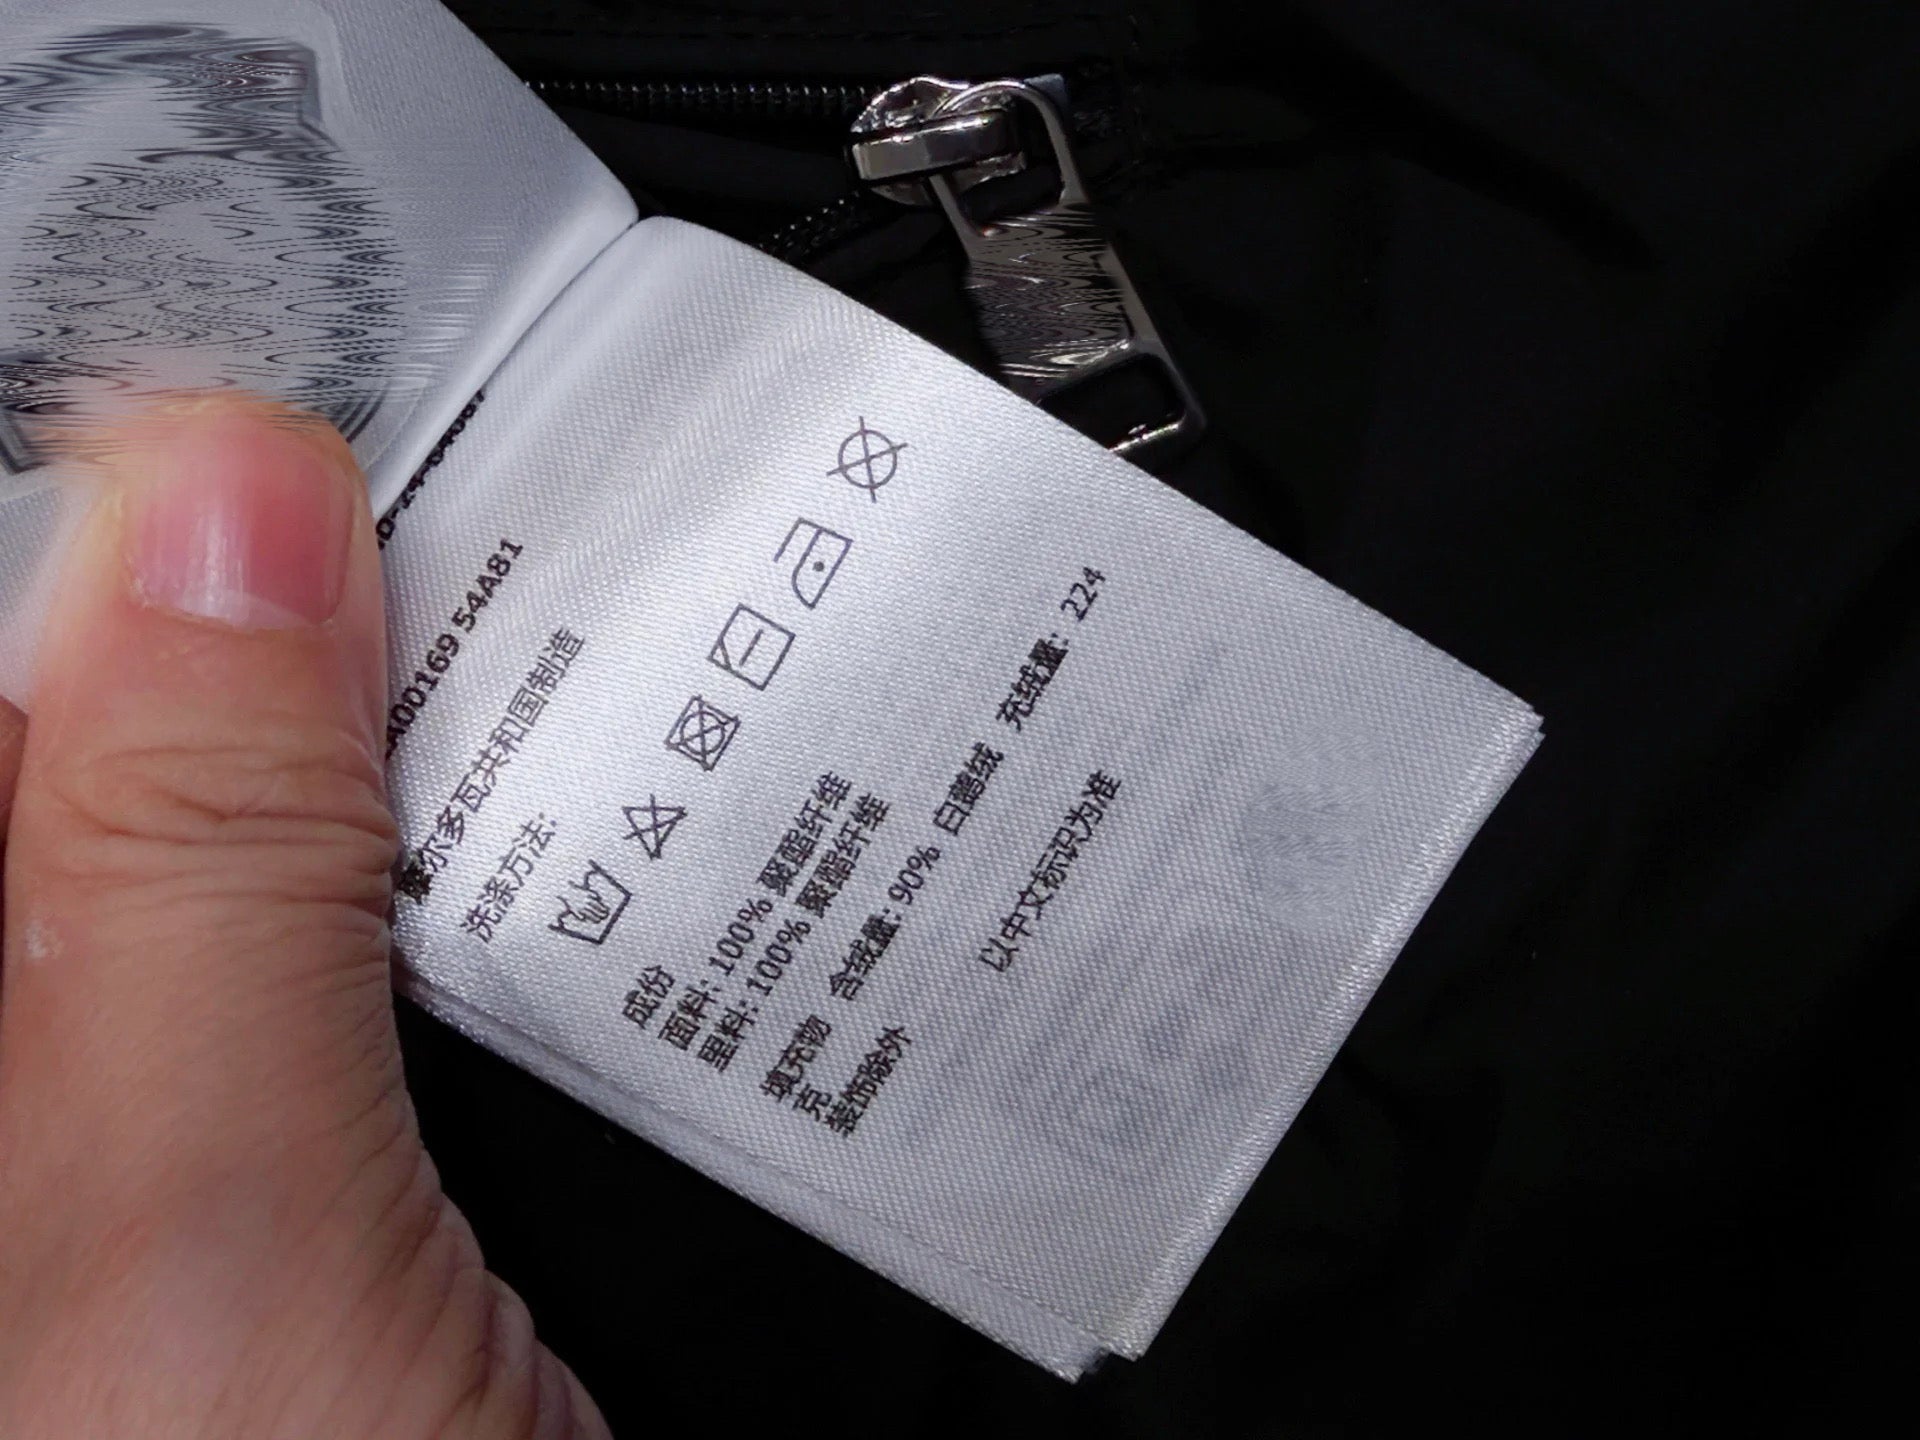 A00169 54A81
摩尔多瓦共和国制造
洗涤方法:
成份
面料: 100% 聚酯纤维
里料: 100% 聚酯纤维
填充物 含绒量: 90% 白鹅绒 充绒量: 224
克
装饰除外
以中文标识为准